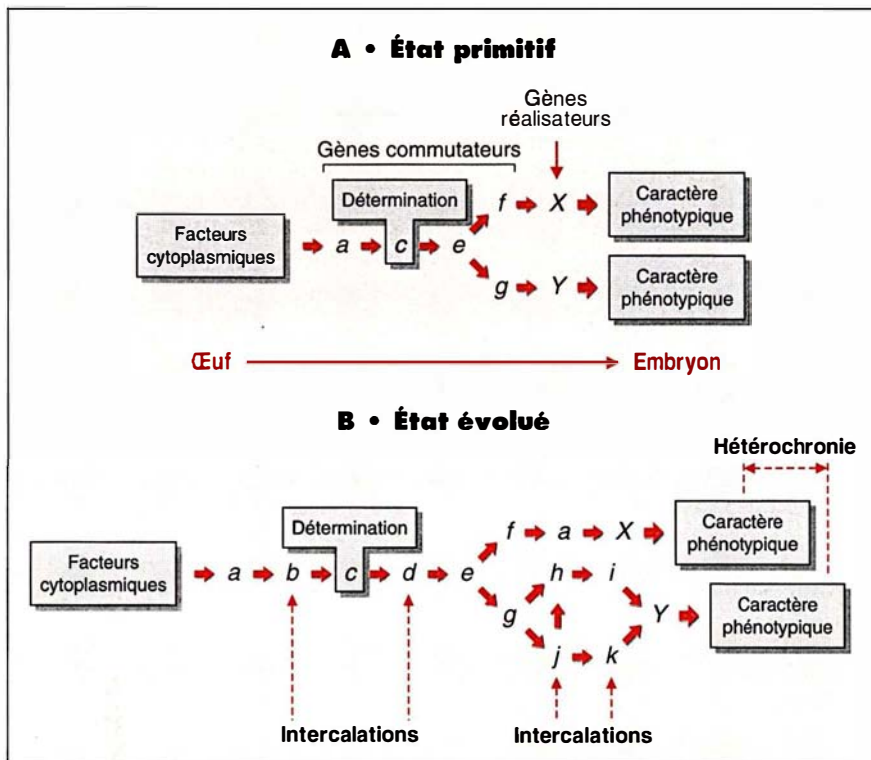 A • État primitif
Gènes
réalisateurs
Gènes commutateurs
Détermination
Facteurs
cytoplasmiques
a
c
e
f
X
Caractère
phénotypique
g
Y
Caractère
phénotypique
Œuf
Embryon
B • État évolué
Hétérochronie
Détermination
Facteurs
cytoplasmiques
a
b
c
d
e
f
a
X
Caractère
phénotypique
g
h
i
j
k
Y
Caractère
phénotypique
Intercalations
Intercalations